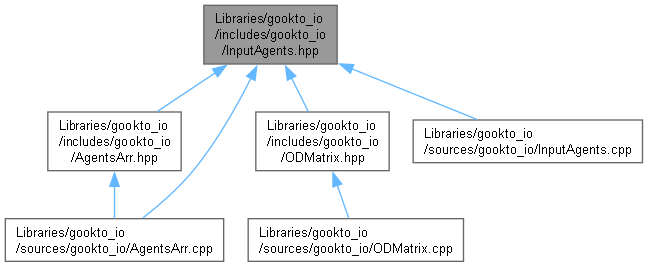 Libraries/gookto_io
/includes/gookto_io
/InputAgents.hpp
Libraries/gookto_io
/includes/gookto_io
/AgentsArr.hpp
Libraries/gookto_io
/includes/gookto_io
/ODMatrix.hpp
Libraries/gookto_io
/sources/gookto_io/InputAgents.cpp
Libraries/gookto_io
/sources/gookto_io/AgentsArr.cpp
Libraries/gookto_io
/sources/gookto_io/ODMatrix.cpp